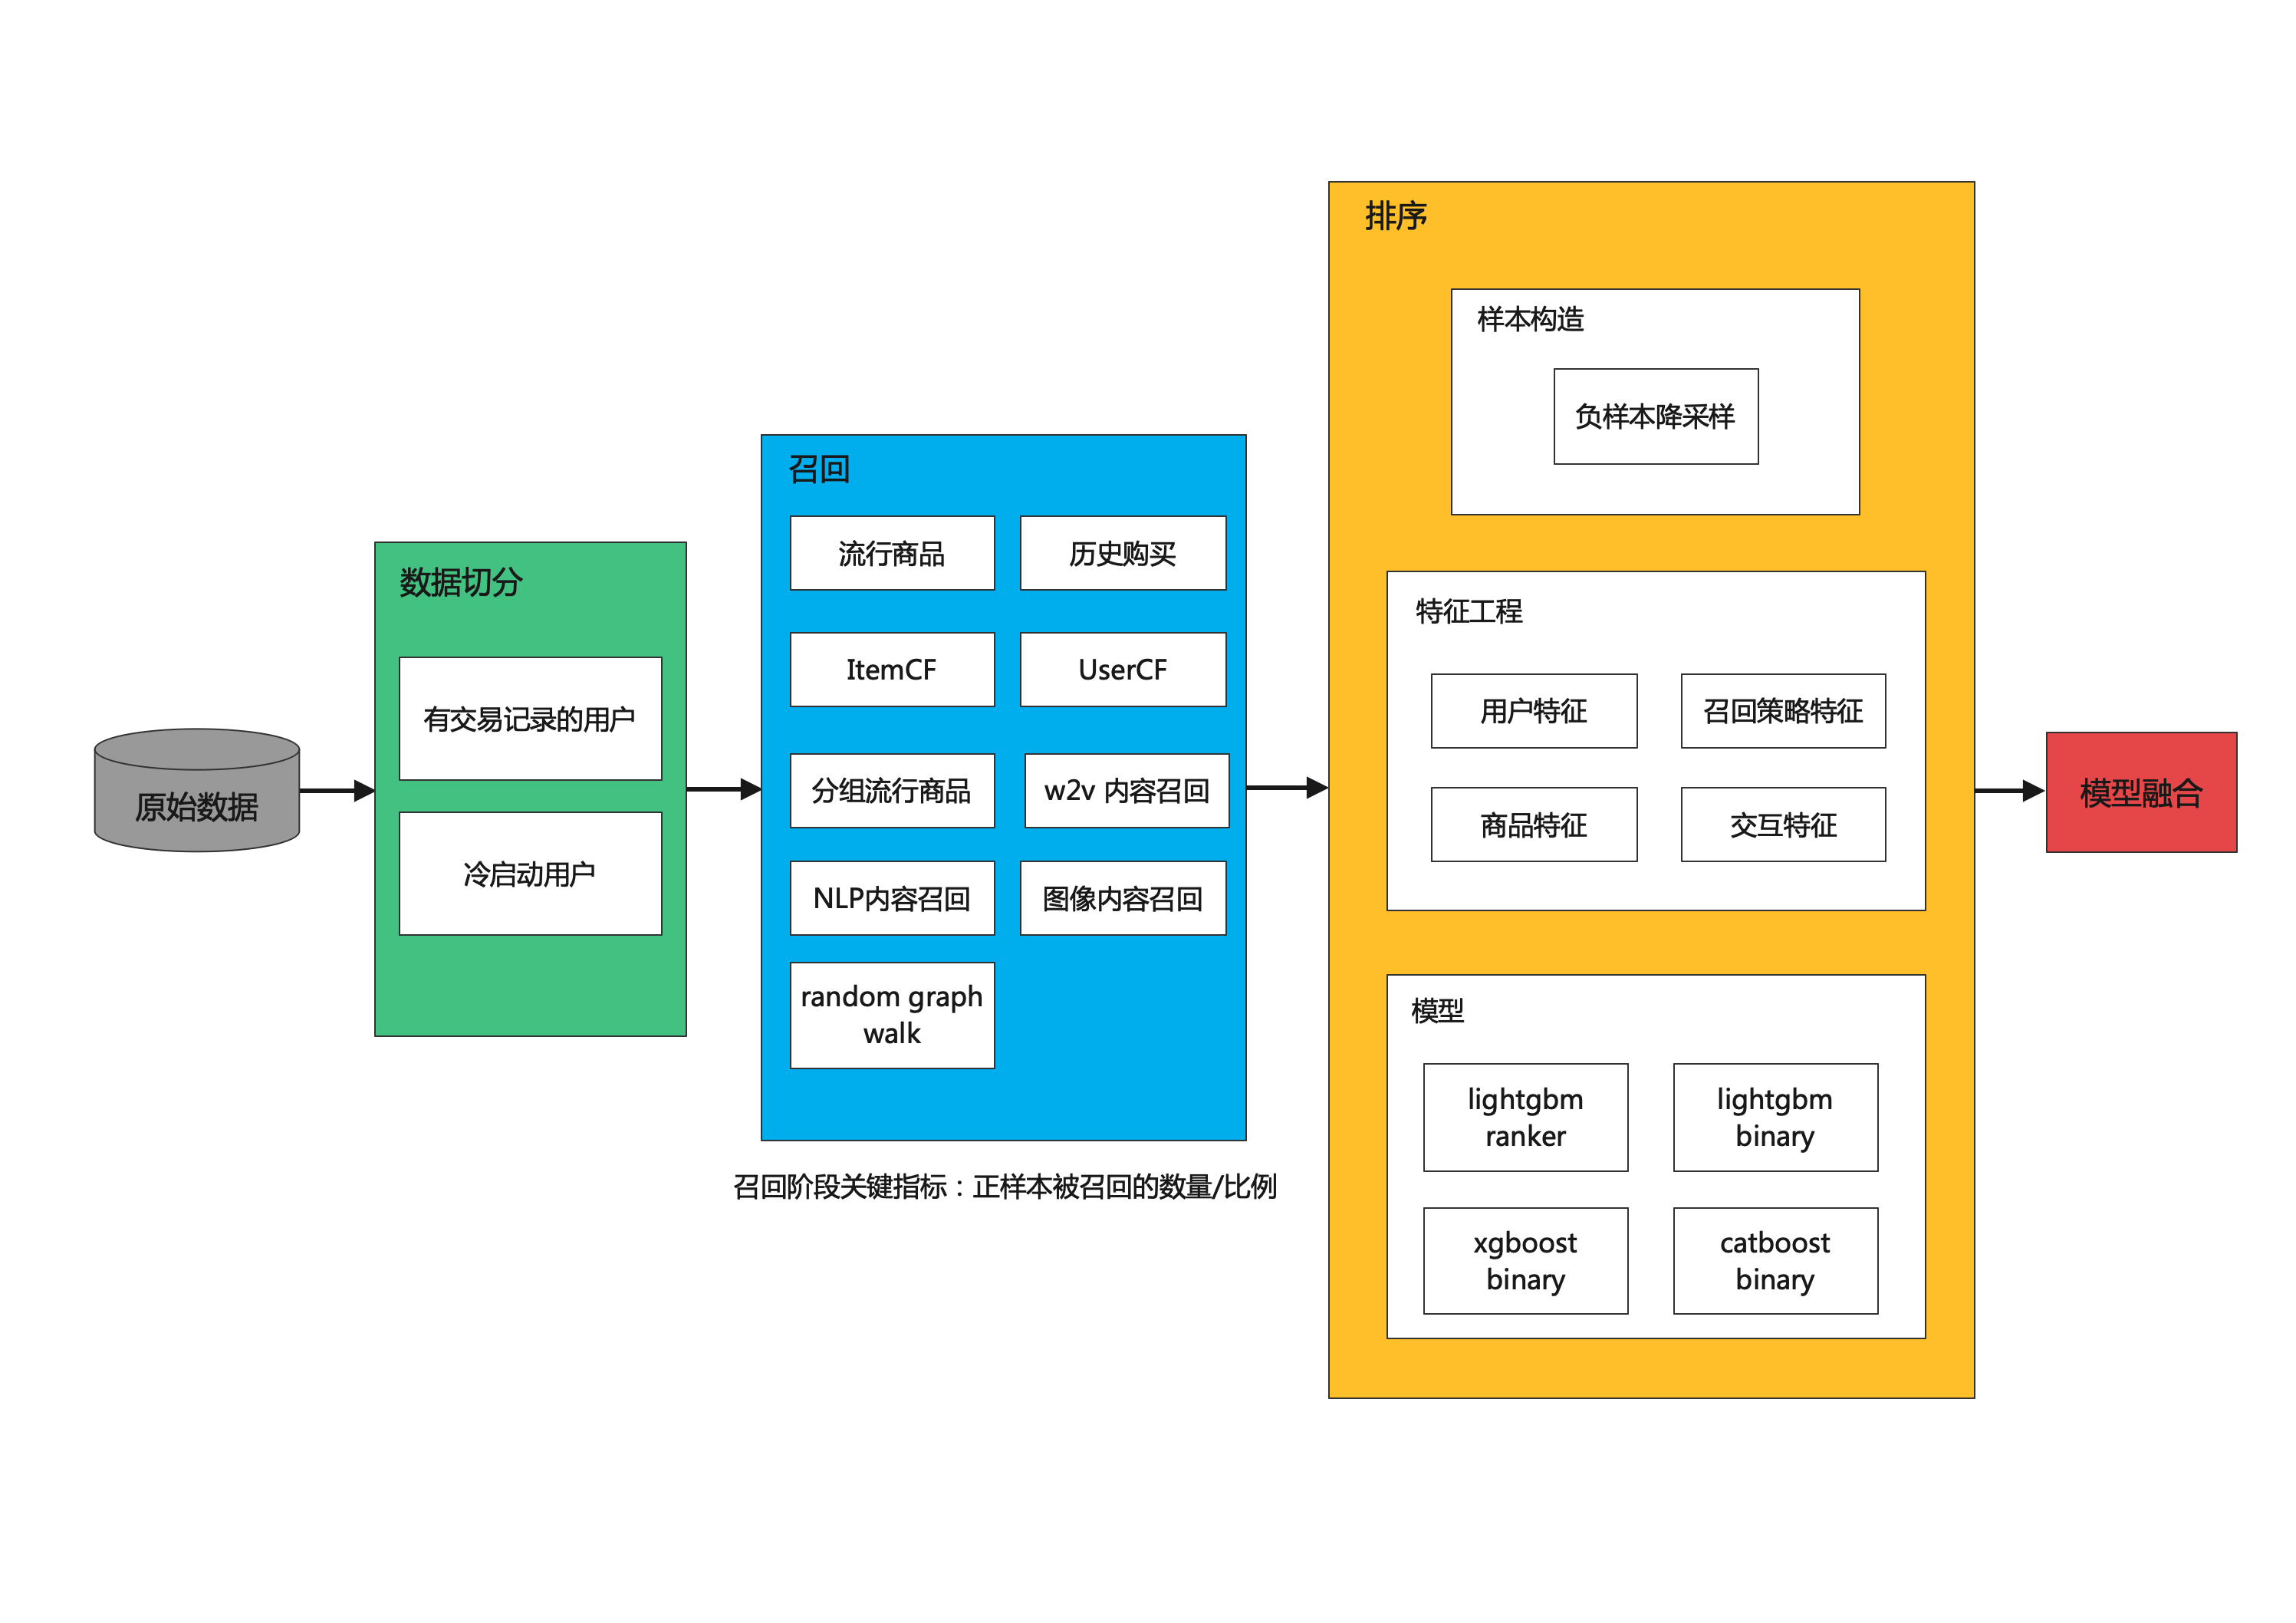 原始数据
数据切分
有交易记录的用户
冷启动用户
召回
流行商品
历史购买
ItemCF
UserCF
分组流行商品
w2v 内容召回
NLP内容召回
图像内容召回
random graph
walk
召回阶段关键指标：正样本被召回的数量/比例
排序
样本构造
负样本降采样
特征工程
用户特征
召回策略特征
商品特征
交互特征
模型
lightgbm
ranker
lightgbm
binary
xgboost
binary
catboost
binary
模型融合